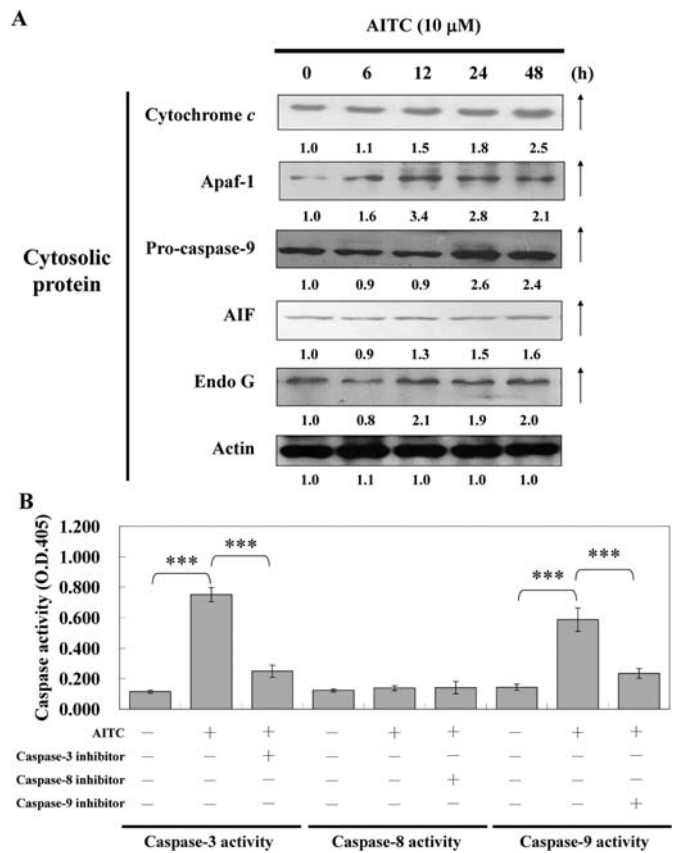 A
AITC (10 μM)
0 6 12 24 48 (h)
Cytosolic protein
Cytochrome c
1.0 1.1 1.5 1.8 2.5
Apaf-1
1.0 1.6 3.4 2.8 2.1
Pro-caspase-9
1.0 0.9 0.9 2.6 2.4
AIF
1.0 0.9 1.3 1.5 1.6
Endo G
1.0 0.8 2.1 1.9 2.0
Actin
1.0 1.1 1.0 1.0 1.0
B
Caspase activity (O.D.405)
1.200
1.000
0.800
0.600
0.400
0.200
0.000
*** *** *** ***
AITC — + + — + + — + +
Caspase-3 inhibitor — — + — — — — — —
Caspase-8 inhibitor — — — — — + — — —
Caspase-9 inhibitor — — — — — — — — +
Caspase-3 activity Caspase-8 activity Caspase-9 activity